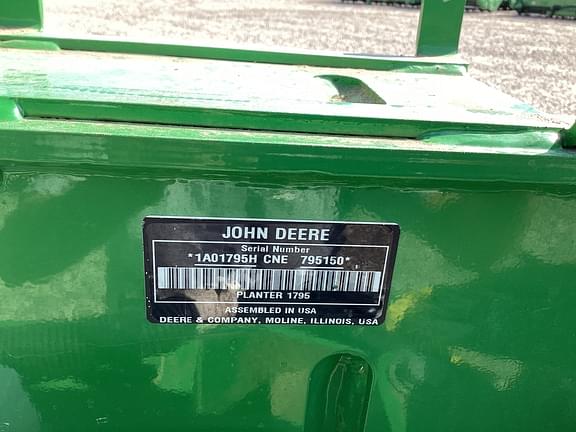 JOHN DEERE
Serial Number
*1A01795H CNE 795150*
PLANTER 1795
ASSEMBLED IN USA
DEERE & COMPANY, MOLINE, ILLINOIS, USA